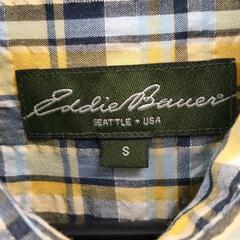 Eddie Bauer®
SEATTLE • USA
S